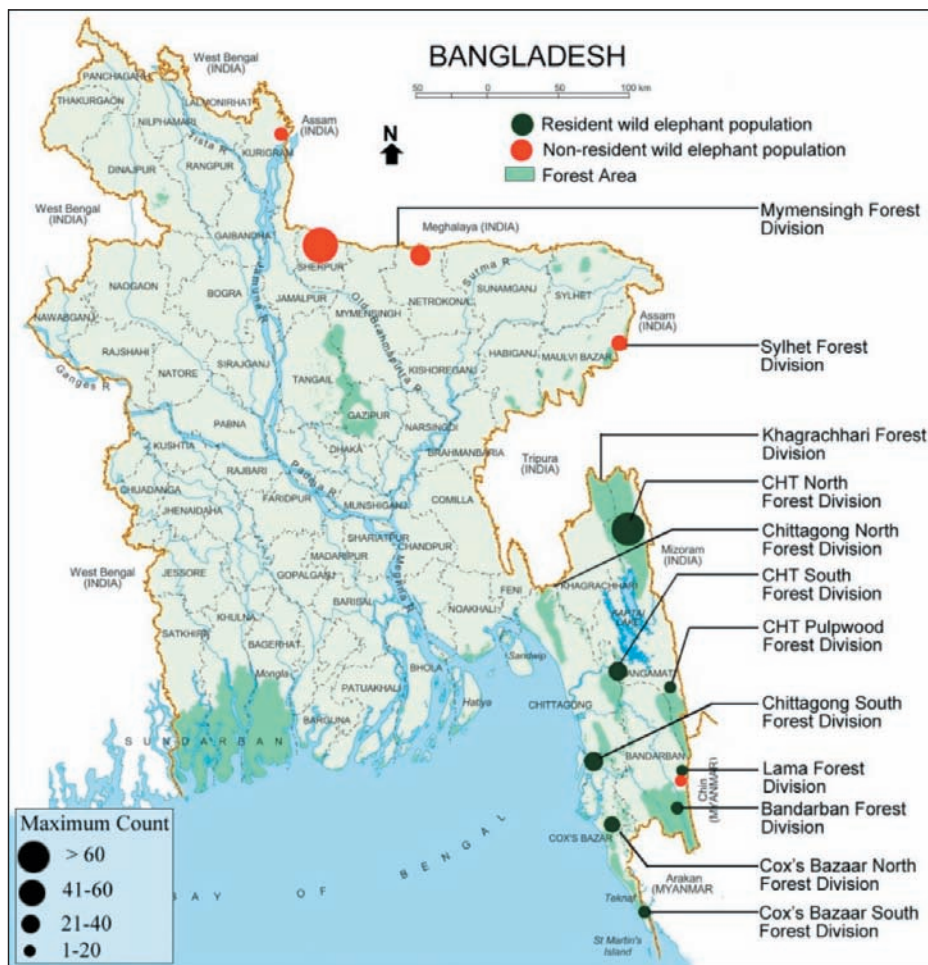 BANGLADESH
50 0 50 100 km
N
Resident wild elephant population
Non-resident wild elephant population
Forest Area
West Bengal
(INDIA)
PANCHAGARH
THAKURGAON
LALMONIRHAT
NILPHAMARI
Assam
(INDIA)
Tista R
KURIGRAM
DINAJPUR
RANGPUR
West Bengal
(INDIA)
Meghalaya (INDIA)
Mymensingh Forest
Division
GAIBANDHA
SHERPUR
Surma R
NAOGAON
BOGRA
Jamuna R
JAMALPUR
Old Brahmaputra R
MYMENSINGH
NETROKONA
SUNAMGANJ
SYLHET
NAWABGANJ
Assam
(INDIA)
RAJSHAHI
Ganges R
NATORE
SIRAJGANJ
TANGAIL
KISHOREGANJ
HABIGANJ
MAULVI BAZAR
Sylhet Forest
Division
GAZIPUR
PABNA
NARSINGDI
DHAKA
BRAHMANBARIA
KUSHTIA
Tripura
(INDIA)
Khagrachhari Forest
Division
CHUADANGA
RAJBARI
Padma R
CHT North
Forest Division
JHENAIDAHA
FARIDPUR
MUNSHIGANJ
COMILLA
SHARIATPUR
CHANDPUR
Chittagong North
Forest Division
MADARIPUR
Meghna R
Mizoram
(INDIA)
West Bengal
(INDIA)
JESSORE
GOPALGANJ
KHAGRACHHARI
FENI
CHT South
Forest Division
BARISAL
NOAKHALI
KAPTAI
LAKE
KHULNA
SATKHIRA
BAGERHAT
Sandwip
CHT Pulpwood
Forest Division
Mongla
BHOLA
RANGAMATI
PATUAKHALI
Hatiya
CHITTAGONG
Chittagong South
Forest Division
BARGUNA
SUNDARBAN
BANDARBAN
Chin
(MYANMAR)
Lama Forest
Division
Bandarban Forest
Division
COX'S BAZAR
BAY OF BENGAL
Arakan
(MYANMAR
Cox's Bazaar North
Forest Division
Teknaf
Cox's Bazaar South
Forest Division
St Martin's
Island
Maximum Count
> 60
41-60
21-40
1-20